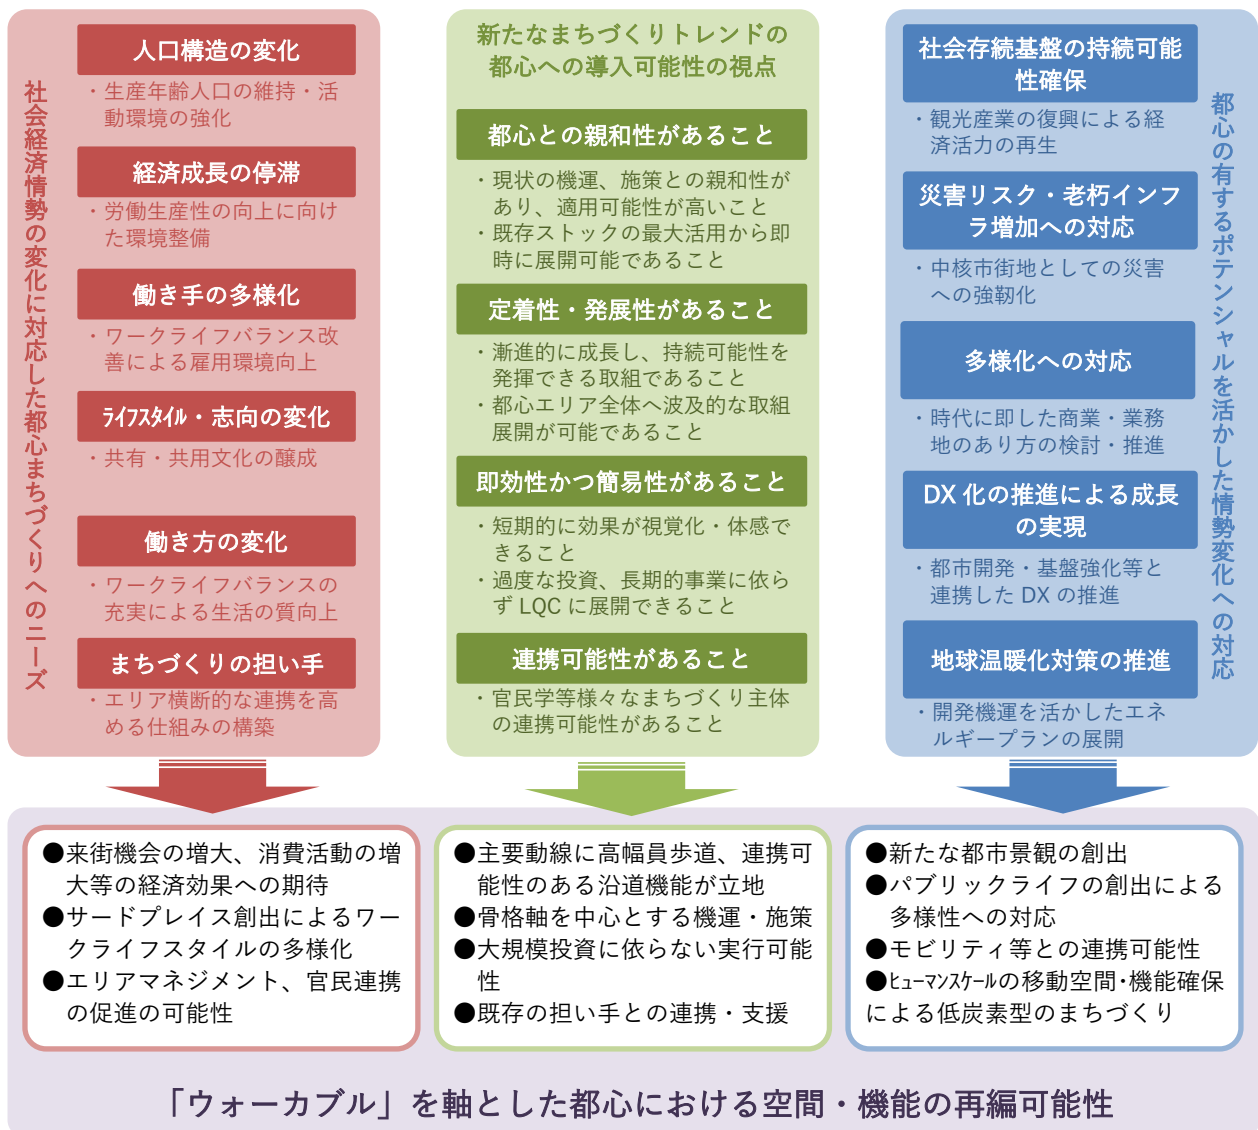 社会経済情勢の変化に対応した都心まちづくりへのニーズ
人口構造の変化
・生産年齢人口の維持・活
動環境の強化
経済成長の停滞
・労働生産性の向上に向け
た環境整備
働き手の多様化
・ワークライフバランス改
善による雇用環境向上
ﾗｲﾌｽﾀｲﾙ・志向の変化
・共有・共用文化の醸成
働き方の変化
・ワークライフバランスの
充実による生活の質向上
まちづくりの担い手
・エリア横断的な連携を高
める仕組みの構築
新たなまちづくりトレンドの
都心への導入可能性の視点
都心との親和性があること
・現状の機運、施策との親和性が
あり、適用可能性が高いこと
・既存ストックの最大活用から即
時に展開可能であること
定着性・発展性があること
・漸進的に成長し、持続可能性を
発揮できる取組であること
・都心エリア全体へ波及的な取組
展開が可能であること
即効性かつ簡易性があること
・短期的に効果が視覚化・体感で
きること
・過度な投資、長期的事業に依ら
ず LQC に展開できること
連携可能性があること
・官民学等様々なまちづくり主体
の連携可能性があること
社会存続基盤の持続可能
性確保
・観光産業の復興による経
済活力の再生
災害リスク・老朽インフ
ラ増加への対応
・中核市街地としての災害
への強靭化
多様化への対応
・時代に即した商業・業務
地のあり方の検討・推進
DX 化の推進による成長
の実現
・都市開発・基盤強化等と
連携した DX の推進
地球温暖化対策の推進
・開発機運を活かしたエネ
ルギープランの展開
都心の有するポテンシャルを活かした情勢変化への対応
●来街機会の増大、消費活動の増
大等の経済効果への期待
●サードプレイス創出によるワー
クライフスタイルの多様化
●エリアマネジメント、官民連携
の促進の可能性
●主要動線に高幅員歩道、連携可
能性のある沿道機能が立地
●骨格軸を中心とする機運・施策
●大規模投資に依らない実行可能
性
●既存の担い手との連携・支援
●新たな都市景観の創出
●パブリックライフの創出による
多様性への対応
●モビリティ等との連携可能性
●ﾋｭｰﾏﾝｽｹｰﾙの移動空間･機能確保
による低炭素型のまちづくり
「ウォーカブル」を軸とした都心における空間・機能の再編可能性